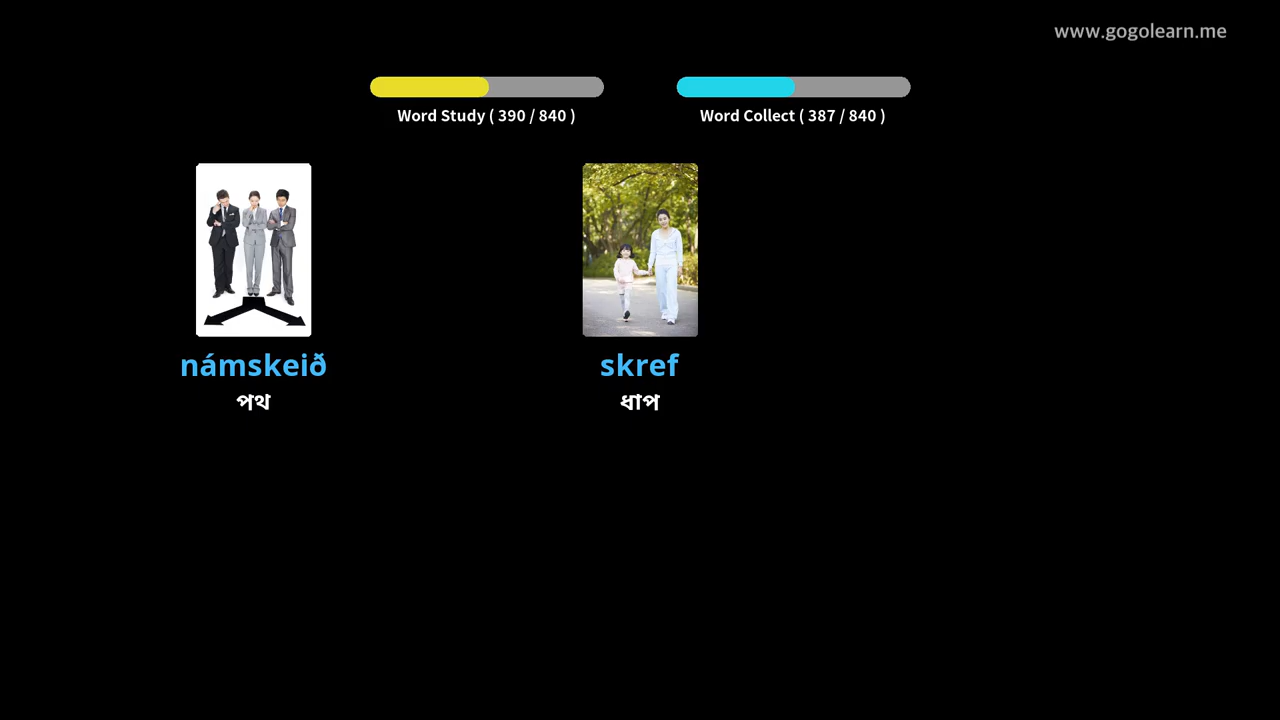 www.gogolearn.me
Word Study ( 390 / 840 )
Word Collect ( 387 / 840 )
námskeið
skref
পথ
ধাপ